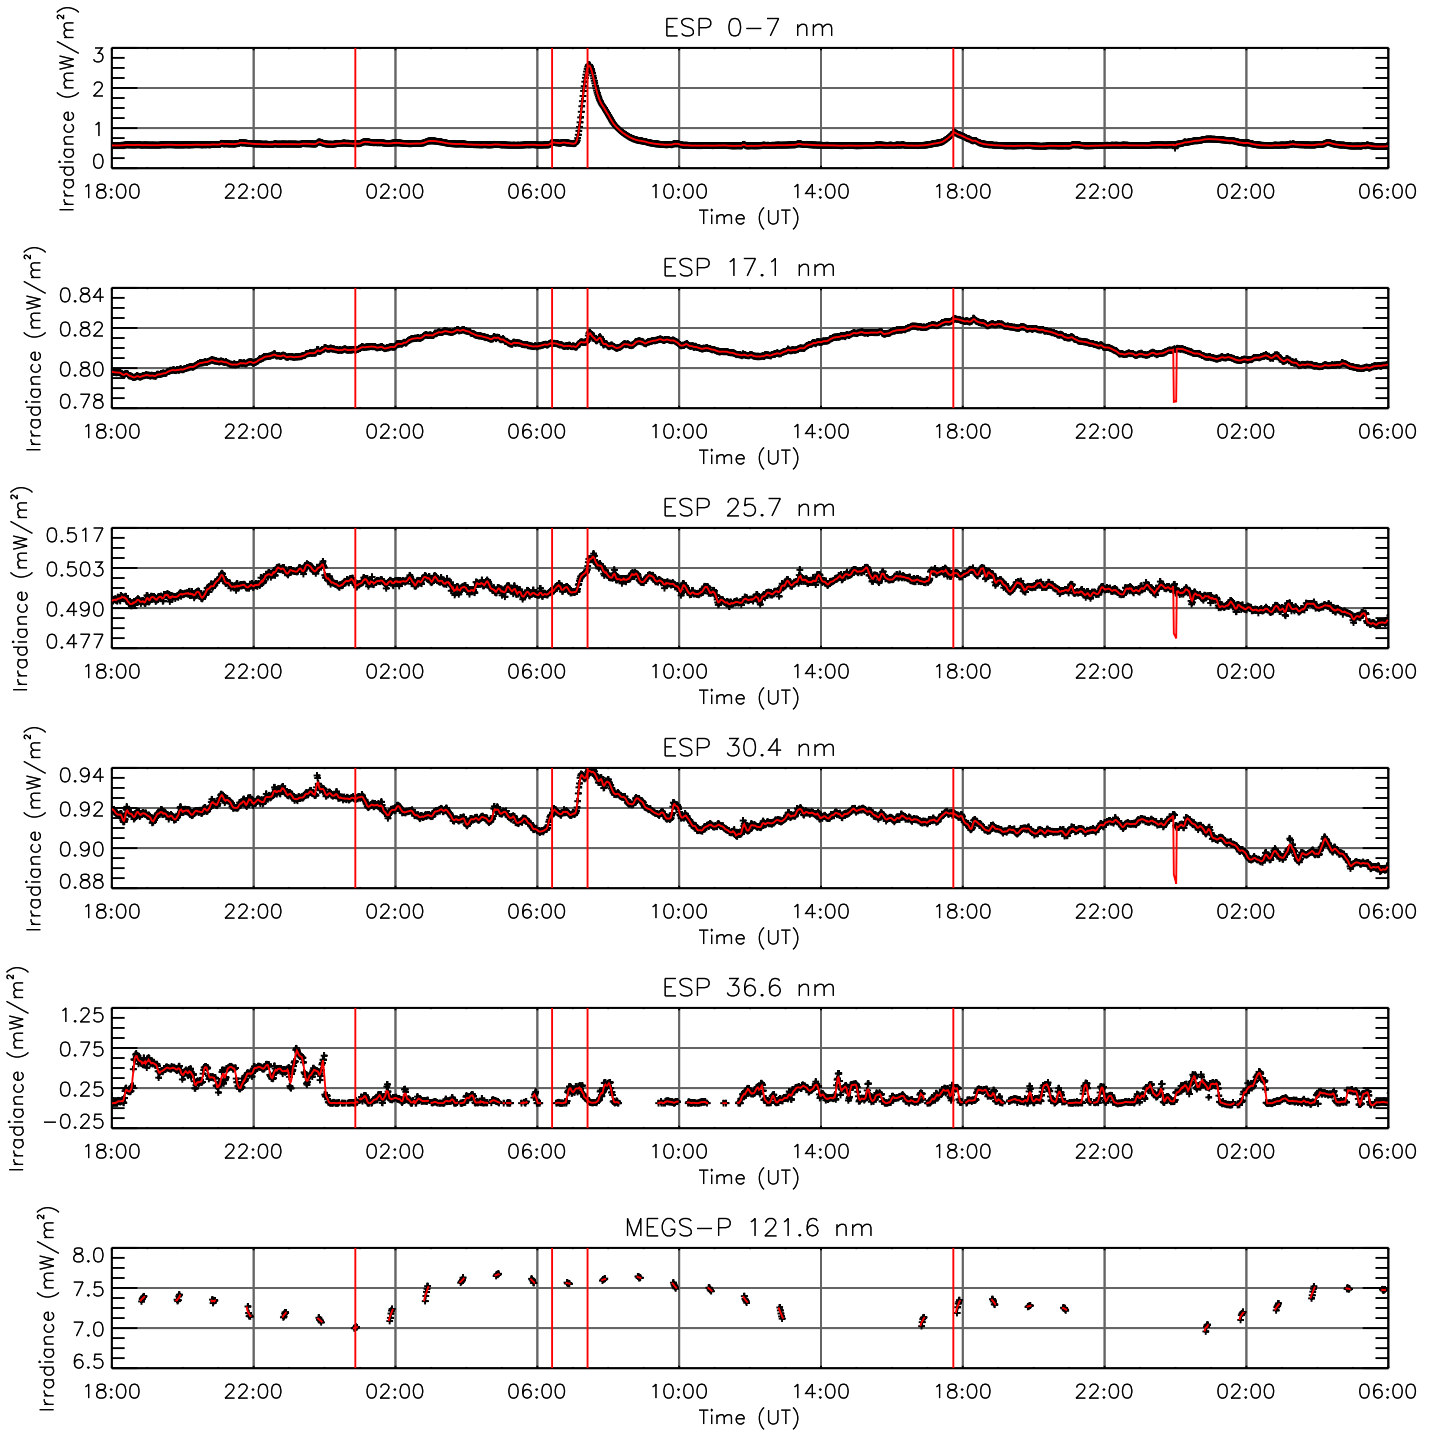 ESP 0-7 nm
Irradiance (mW/m²)
3
2
1
0
18:00 22:00 02:00 06:00 10:00 14:00 18:00 22:00 02:00 06:00
Time (UT)
ESP 17.1 nm
Irradiance (mW/m²)
0.84
0.82
0.80
0.78
18:00 22:00 02:00 06:00 10:00 14:00 18:00 22:00 02:00 06:00
Time (UT)
ESP 25.7 nm
Irradiance (mW/m²)
0.517
0.503
0.490
0.477
18:00 22:00 02:00 06:00 10:00 14:00 18:00 22:00 02:00 06:00
Time (UT)
ESP 30.4 nm
Irradiance (mW/m²)
0.94
0.92
0.90
0.88
18:00 22:00 02:00 06:00 10:00 14:00 18:00 22:00 02:00 06:00
Time (UT)
ESP 36.6 nm
Irradiance (mW/m²)
1.25
0.75
0.25
-0.25
18:00 22:00 02:00 06:00 10:00 14:00 18:00 22:00 02:00 06:00
Time (UT)
MEGS-P 121.6 nm
Irradiance (mW/m²)
8.0
7.5
7.0
6.5
18:00 22:00 02:00 06:00 10:00 14:00 18:00 22:00 02:00 06:00
Time (UT)